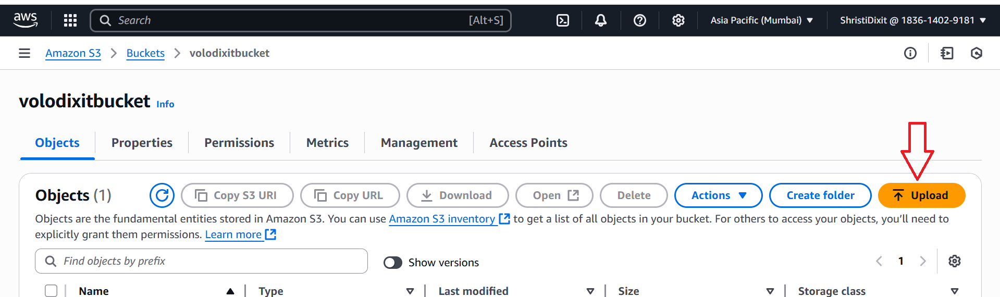 aws Search [Alt+S] Asia Pacific (Mumbai) ShristiDixit @ 1836-1402-9181
Amazon S3 Buckets volodixitbucket
volodixitbucket Info
Objects Properties Permissions Metrics Management Access Points
Objects (1) Copy S3 URI Copy URL Download Open Delete Actions Create folder Upload
Objects are the fundamental entities stored in Amazon S3. You can use Amazon S3 inventory to get a list of all objects in your bucket. For others to access your objects, you’ll need to
explicitly grant them permissions. Learn more
Find objects by prefix Show versions 1
Name Type Last modified Size Storage class